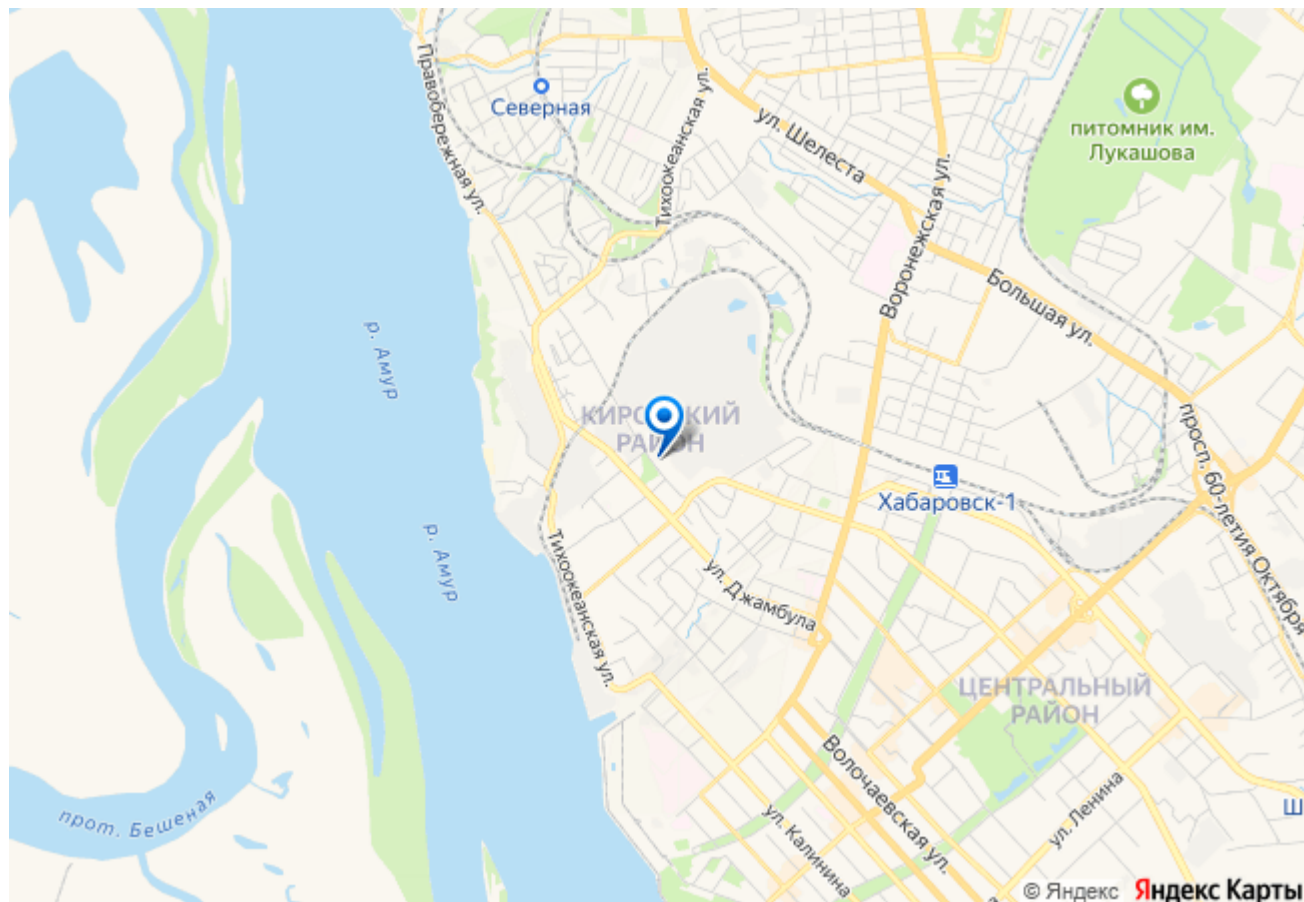 Северная
Правобережная ул.
Тихоокеанская ул.
ул. Шелеста
Воронежская ул.
питомник им.
Лукашова
Большая ул.
р. Амур
КИРО КИЙ
РАЙОН
просп. 60-летия Октября
Хабаровск-1
р. Амур
Тихоокеанская ул.
ул. Джамбула
ЦЕНТРАЛЬНЫЙ
РАЙОН
Волочаевская ул.
ул. Ленина
прот. Бешеная
ул. Калинина
Ш
© Яндекс Яндекс Карты